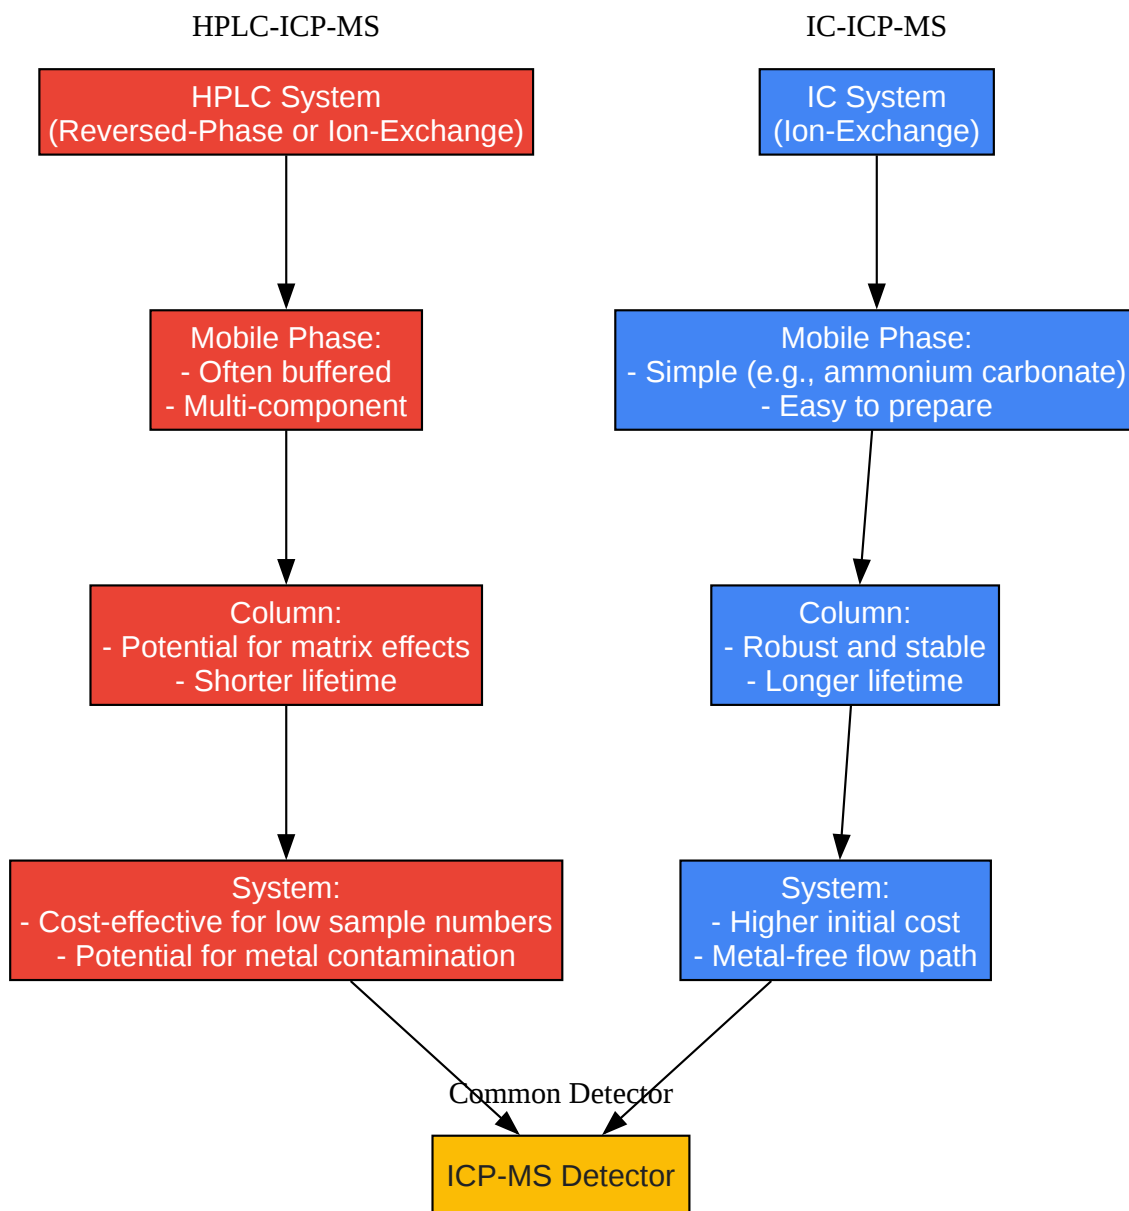 HPLC-ICP-MS
HPLC System
(Reversed-Phase or Ion-Exchange)
Mobile Phase:
- Often buffered
- Multi-component
Column:
- Potential for matrix effects
- Shorter lifetime
System:
- Cost-effective for low sample numbers
- Potential for metal contamination
IC-ICP-MS
IC System
(Ion-Exchange)
Mobile Phase:
- Simple (e.g., ammonium carbonate)
- Easy to prepare
Column:
- Robust and stable
- Longer lifetime
System:
- Higher initial cost
- Metal-free flow path
Common Detector
ICP-MS Detector